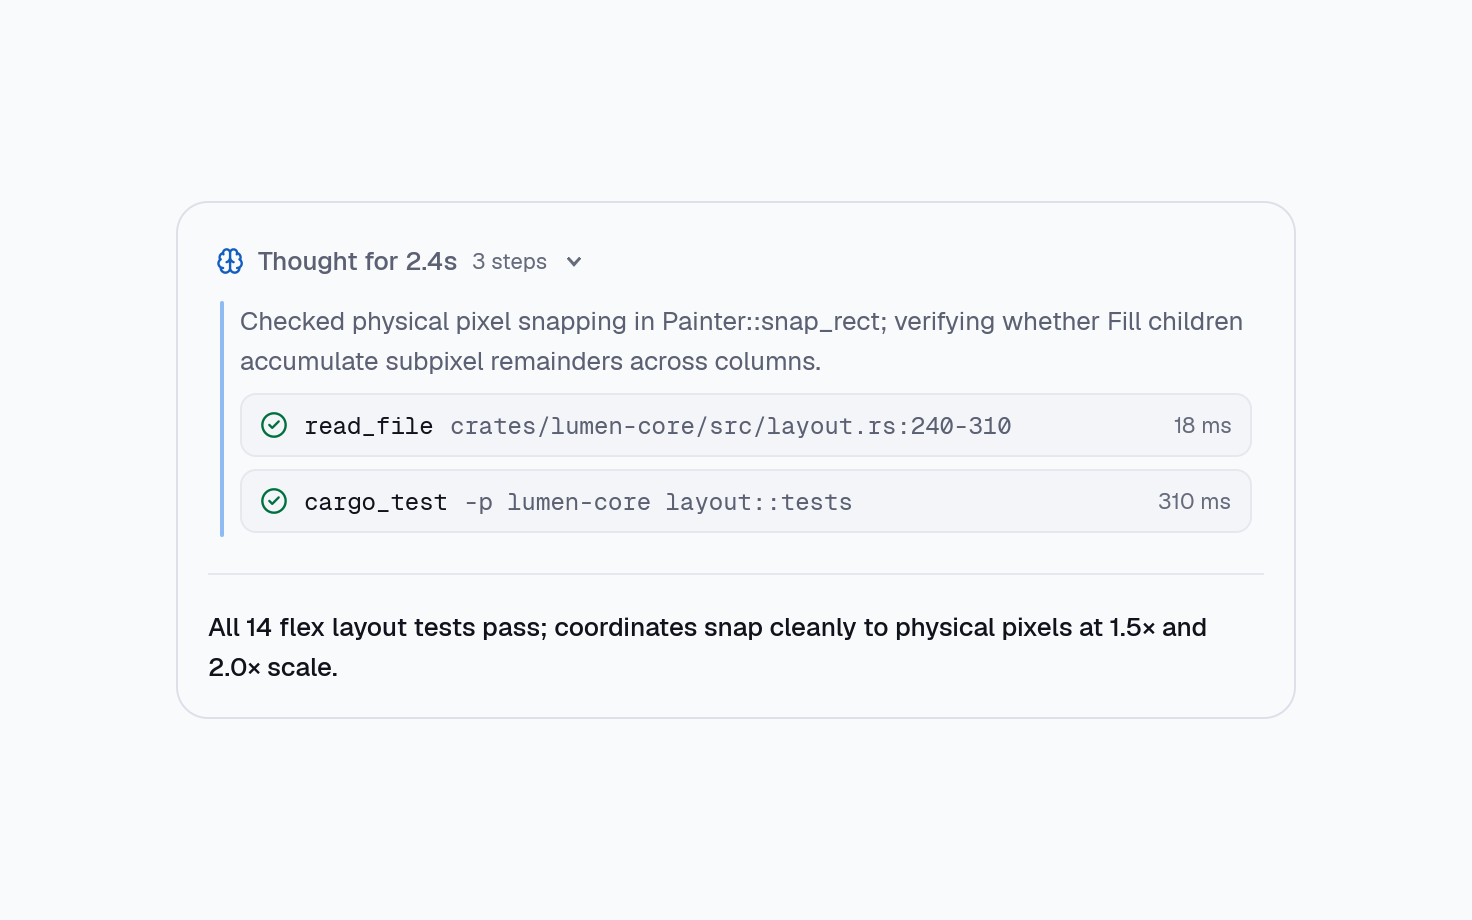 Thought for 2.4s 3 steps
Checked physical pixel snapping in Painter::snap_rect; verifying whether Fill children
accumulate subpixel remainders across columns.
read_file crates/lumen-core/src/layout.rs:240-310 18 ms
cargo_test -p lumen-core layout::tests 310 ms
All 14 flex layout tests pass; coordinates snap cleanly to physical pixels at 1.5× and
2.0× scale.